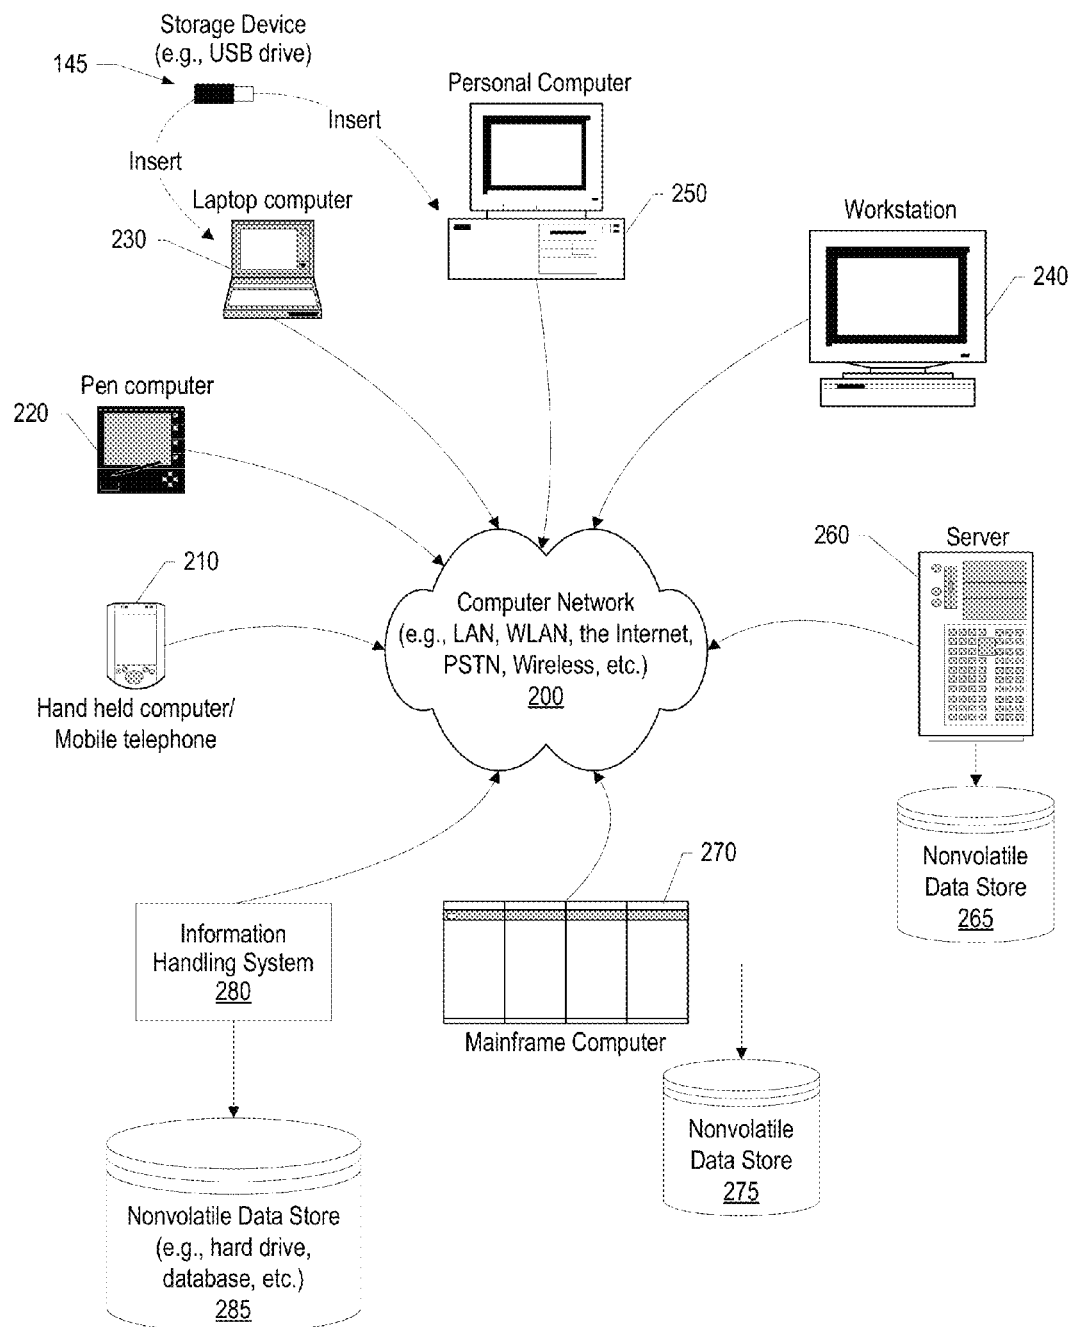 Storage Device
(e.g., USB drive)
145
Insert
Insert
Personal Computer
250
Laptop computer
230
Workstation
240
Pen computer
220
210
Hand held computer/
Mobile telephone
Computer Network
(e.g., LAN, WLAN, the Internet,
PSTN, Wireless, etc.)
200
260
Server
Nonvolatile
Data Store
265
270
Mainframe Computer
Information
Handling System
280
Nonvolatile
Data Store
275
Nonvolatile Data Store
(e.g., hard drive,
database, etc.)
285